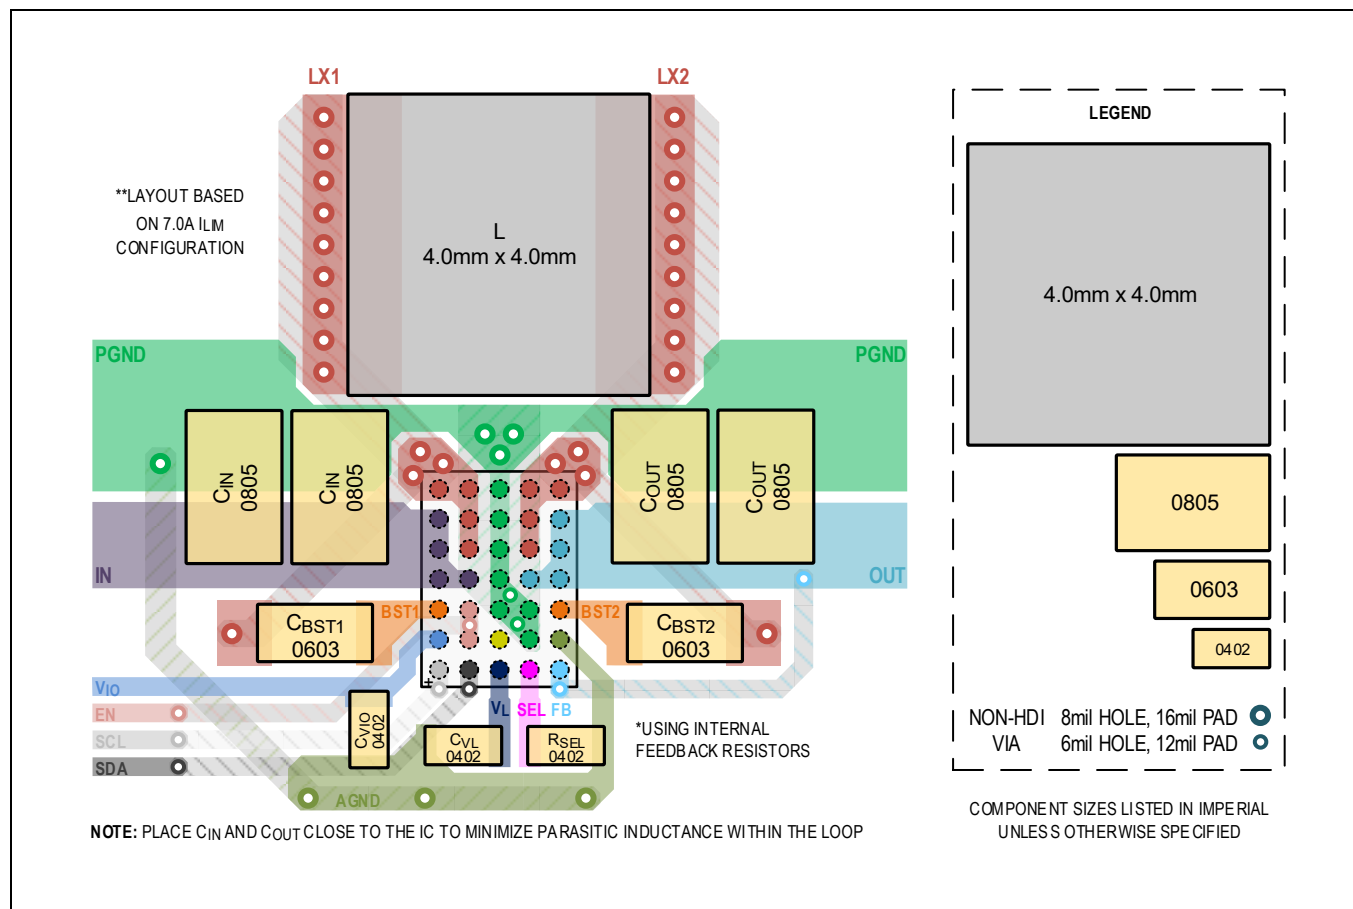 LX1
LX2
LEGEND
**LAYOUT BASED
ON 7.0A ILIM
CONFIGURATION
L
4.0mm x 4.0mm
4.0mm x 4.0mm
PGND
PGND
CIN
0805
CIN
0805
COUT
0805
COUT
0805
0805
IN
OUT
0603
BST1
BST2
CBST1
0603
CBST2
0603
0402
VIO
EN
SCL
SDA
+
CVIO
0402
VL
SEL
FB
CVL
0402
RSEL
0402
*USING INTERNAL
FEEDBACK RESISTORS
NON-HDI 8mil HOLE, 16mil PAD
VIA 6mil HOLE, 12mil PAD
AGND
NOTE: PLACE CIN AND COUT CLOSE TO THE IC TO MINIMIZE PARASITIC INDUCTANCE WITHIN THE LOOP
COMPONENT SIZES LISTED IN IMPERIAL
UNLESS OTHERWISE SPECIFIED